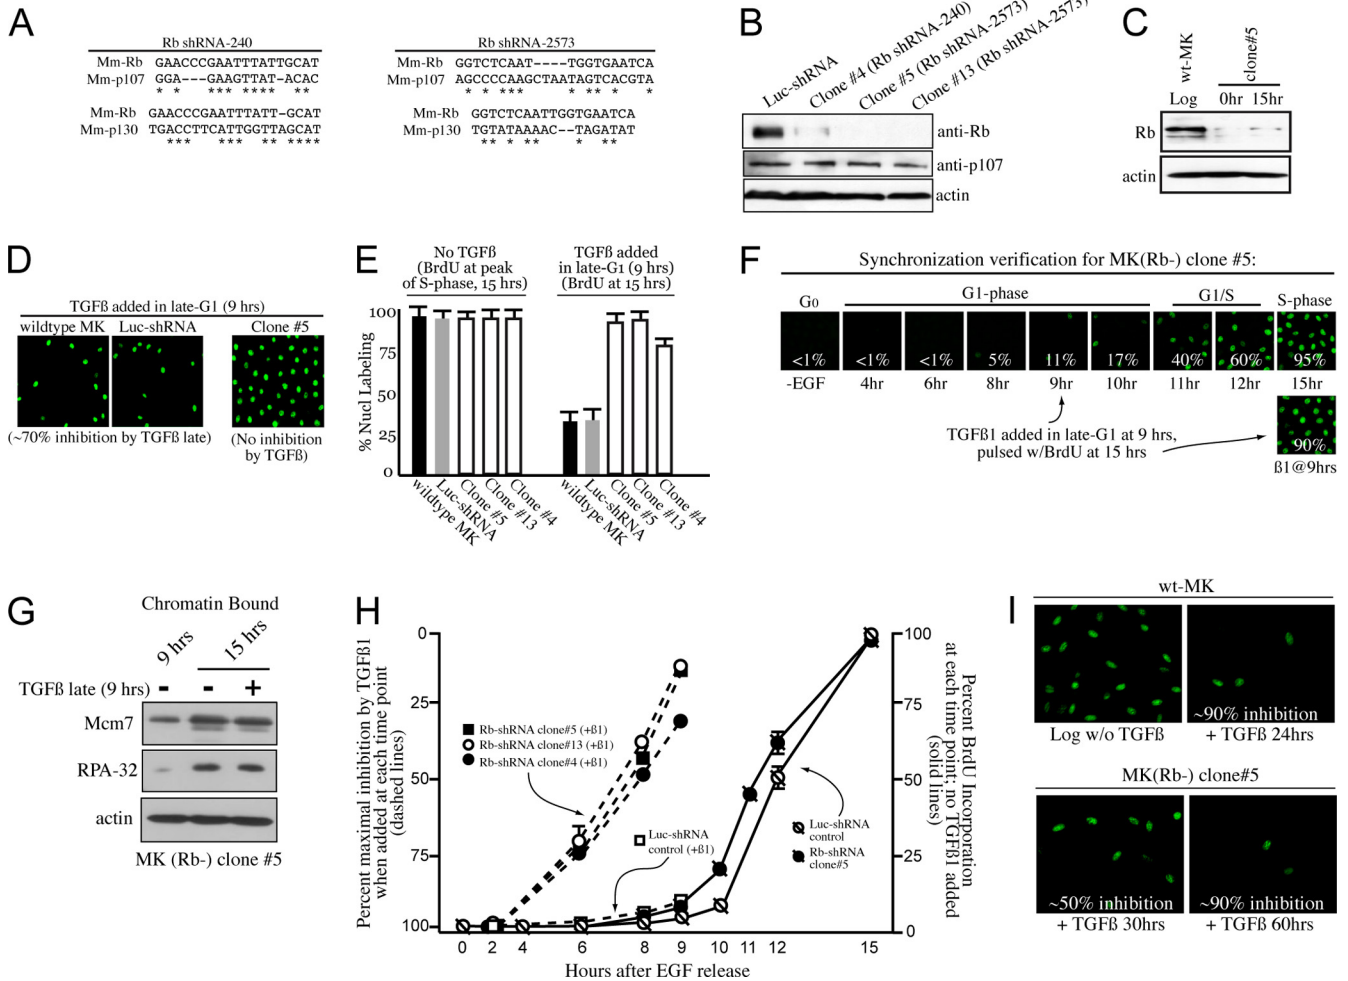 A
Rb shRNA-240
Mm-Rb GAACCCGAATTTATTGCAT
Mm-p107 GGA---GAAGTTAT-ACAC
* * *** **** ***
Mm-Rb GAACCCGAATTTATT-GCAT
Mm-p130 TGACCTTCATTGGTTAGCAT
*** *** ****
Rb shRNA-2573
Mm-Rb GGTCTCAAT----TGGTGAATCA
Mm-p107 AGCCCCAAGCTAATAGTCACGTA
* * *** * * * *
Mm-Rb GGTCTCAATTGGTGAATCA
Mm-p130 TGTATAAAAC--TAGATAT
** ** * **
B
Luc-shRNA
Clone #4 (Rb shRNA-240)
Clone #5 (Rb shRNA-2573)
Clone #13 (Rb shRNA-2573)
anti-Rb
anti-p107
actin
C
wt-MK
clone#5
Log 0hr 15hr
Rb
actin
D
TGFß added in late-G1 (9 hrs)
wildtype MK Luc-shRNA Clone #5
(~70% inhibition by TGFß late)
(No inhibition
by TGFß)
E
No TGFß
(BrdU at peak
of S-phase, 15 hrs)
TGFß added
in late-G1 (9 hrs)
(BrdU at 15 hrs)
% Nucl Labeling
100
75
50
25
0
wildtype MK
Luc-shRNA
Clone #5
Clone #13
Clone #4
wildtype MK
Luc-shRNA
Clone #5
Clone #13
Clone #4
F
Synchronization verification for MK(Rb-) clone #5:
G0 G1-phase G1/S S-phase
<1% <1% <1% 5% 11% 17% 40% 60% 95%
-EGF 4hr 6hr 8hr 9hr 10hr 11hr 12hr 15hr
TGFß1 added in late-G1 at 9 hrs,
pulsed w/BrdU at 15 hrs
90%
ß1@9hrs
G
Chromatin Bound
9 hrs 15 hrs
TGFß late (9 hrs) - - +
Mcm7
RPA-32
actin
MK (Rb-) clone #5
H
Percent maximal inhibition by TGFß1
when added at each time point
(dashed lines)
0
25
50
75
100
Rb-shRNA clone#5 (+ß1)
Rb-shRNA clone#13 (+ß1)
Rb-shRNA clone#4 (+ß1)
Luc-shRNA
control (+ß1)
Luc-shRNA
control
Rb-shRNA
clone#5
100
75
50
25
0
Percent BrdU Incorporation
at each time point; no TGFß1 added
(solid lines)
0 2 4 6 8 9 10 11 12 15
Hours after EGF release
I
wt-MK
~90% inhibition
Log w/o TGFß + TGFß 24hrs
MK(Rb-) clone#5
~50% inhibition ~90% inhibition
+ TGFß 30hrs + TGFß 60hrs